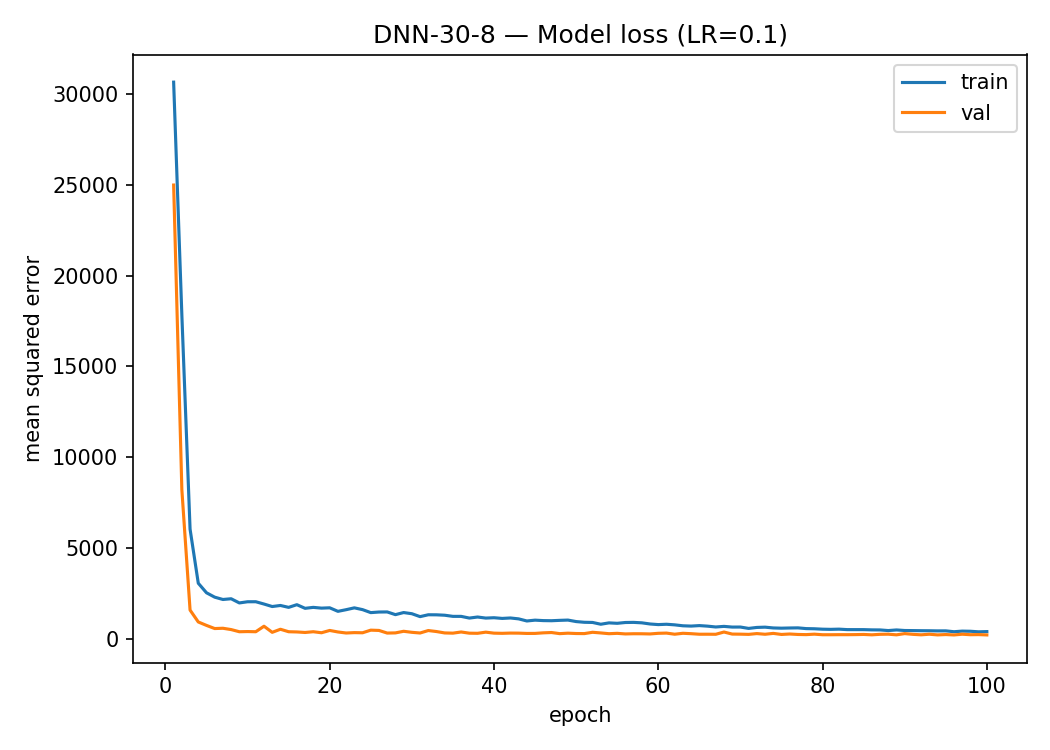 DNN-30-8 — Model loss (LR=0.1)
train
val
mean squared error
30000
25000
20000
15000
10000
5000
0
0 20 40 60 80 100
epoch